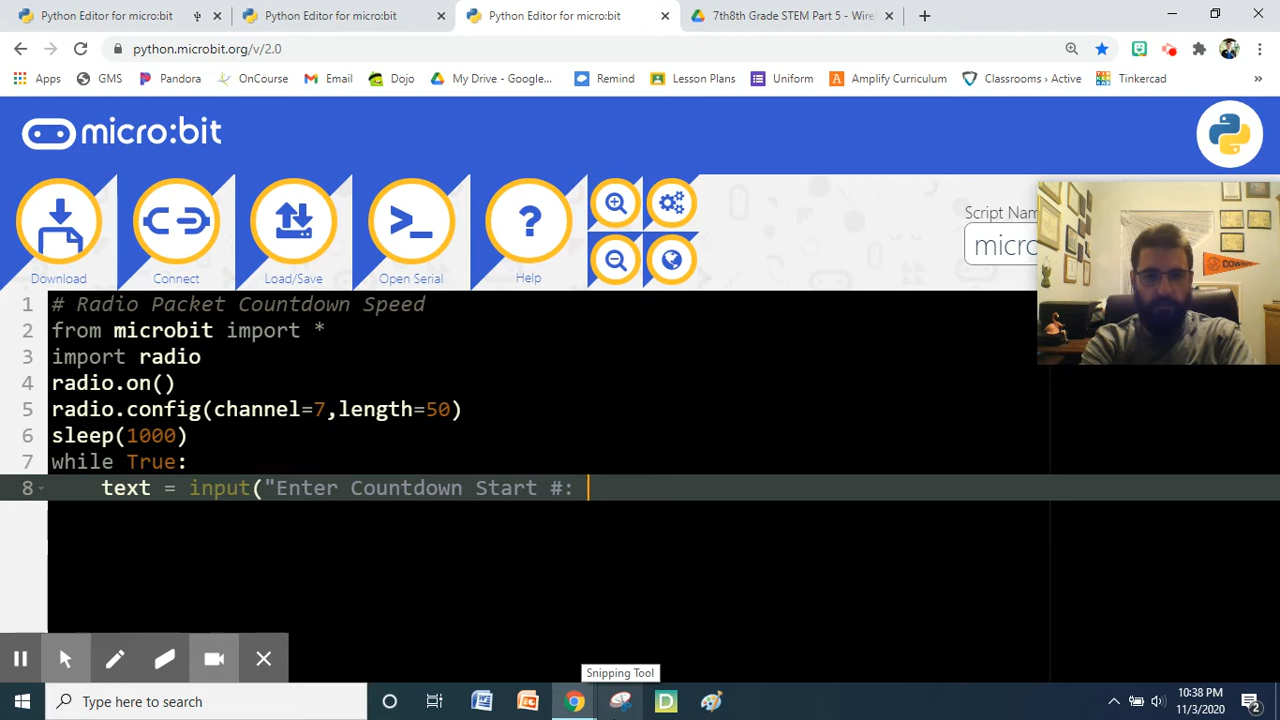 Python Editor for micro:bit
Python Editor for micro:bit
Python Editor for micro:bit
7th8th Grade STEM Part 5 - Wirel
python.microbit.org/v/2.0
Apps
GMS
Pandora
OnCourse
Email
Dojo
My Drive - Google...
Remind
Lesson Plans
Uniform
Amplify Curriculum
Classrooms › Active
Tinkercad
»
micro:bit
Download
Connect
Load/Save
>_
Open Serial
?
Help
Script Nam
micro
1 # Radio Packet Countdown Speed
2 from microbit import *
3 import radio
4 radio.on()
5 radio.config(channel=7,length=50)
6 sleep(1000)
7 while True:
8 text = input("Enter Countdown Start #:
COWBO
Snipping Tool
Type here to search
10:38 PM
11/3/2020
2